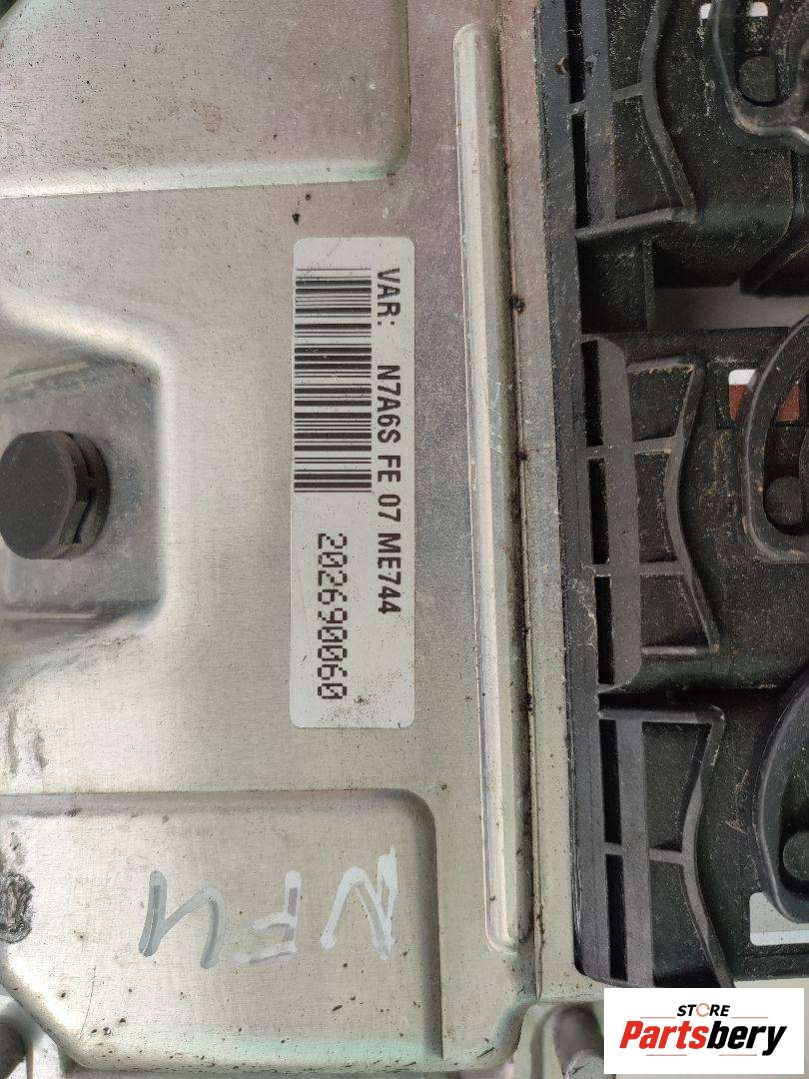 VAR: N7A6S FE 07 ME744
202690060
NFU
STORE
Partsbery